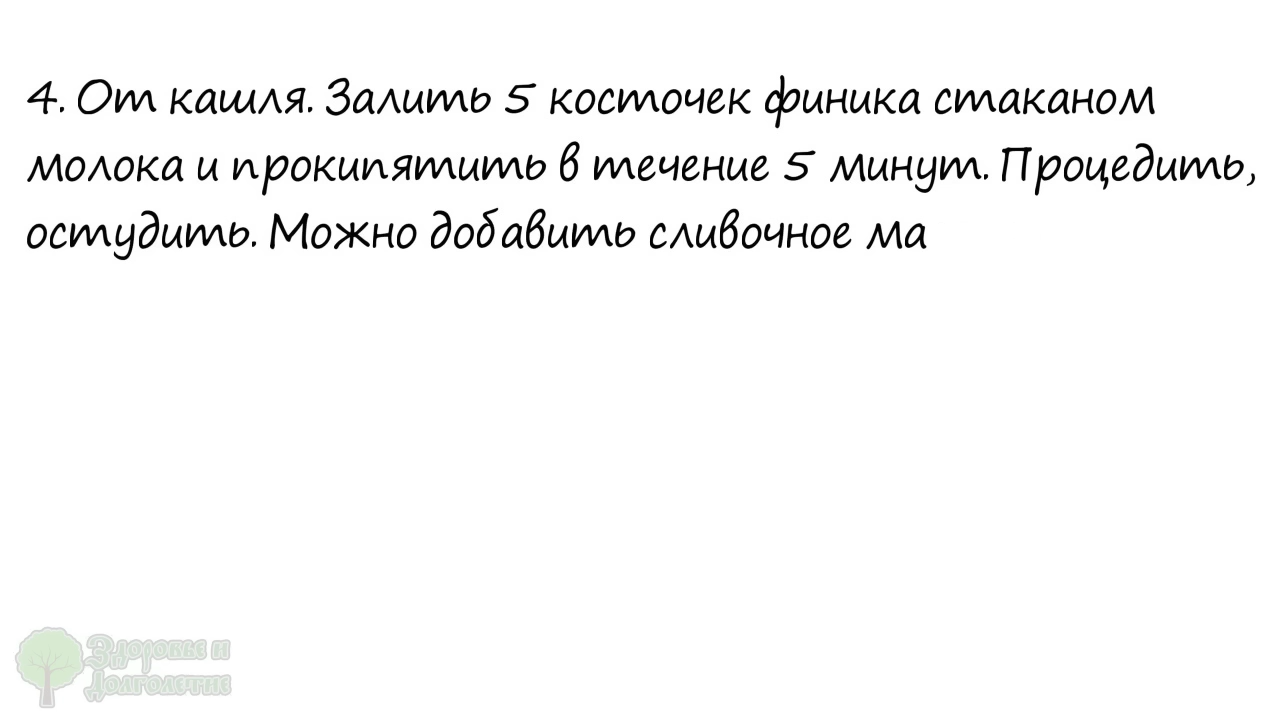 4. От кашля. Залить 5 косточек финика стаканом
молока и прокипятить в течение 5 минут. Процедить,
остудить. Можно добавить сливочное ма
Здоровье и
Долголетие